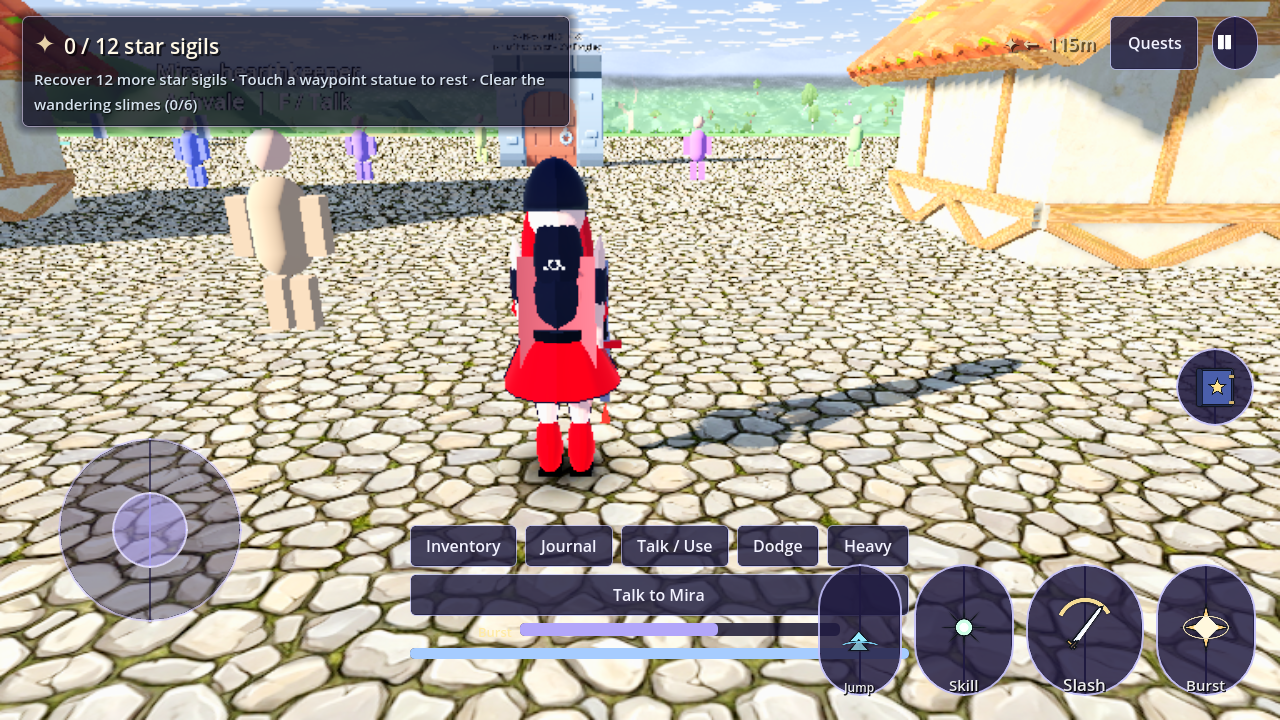 0 / 12 star sigils
Recover 12 more star sigils · Touch a waypoint statue to rest · Clear the
wandering slimes (0/6)
115m
Quests
Inventory
Journal
Talk / Use
Dodge
Heavy
Talk to Mira
Burst
Jump
Skill
Slash
Burst